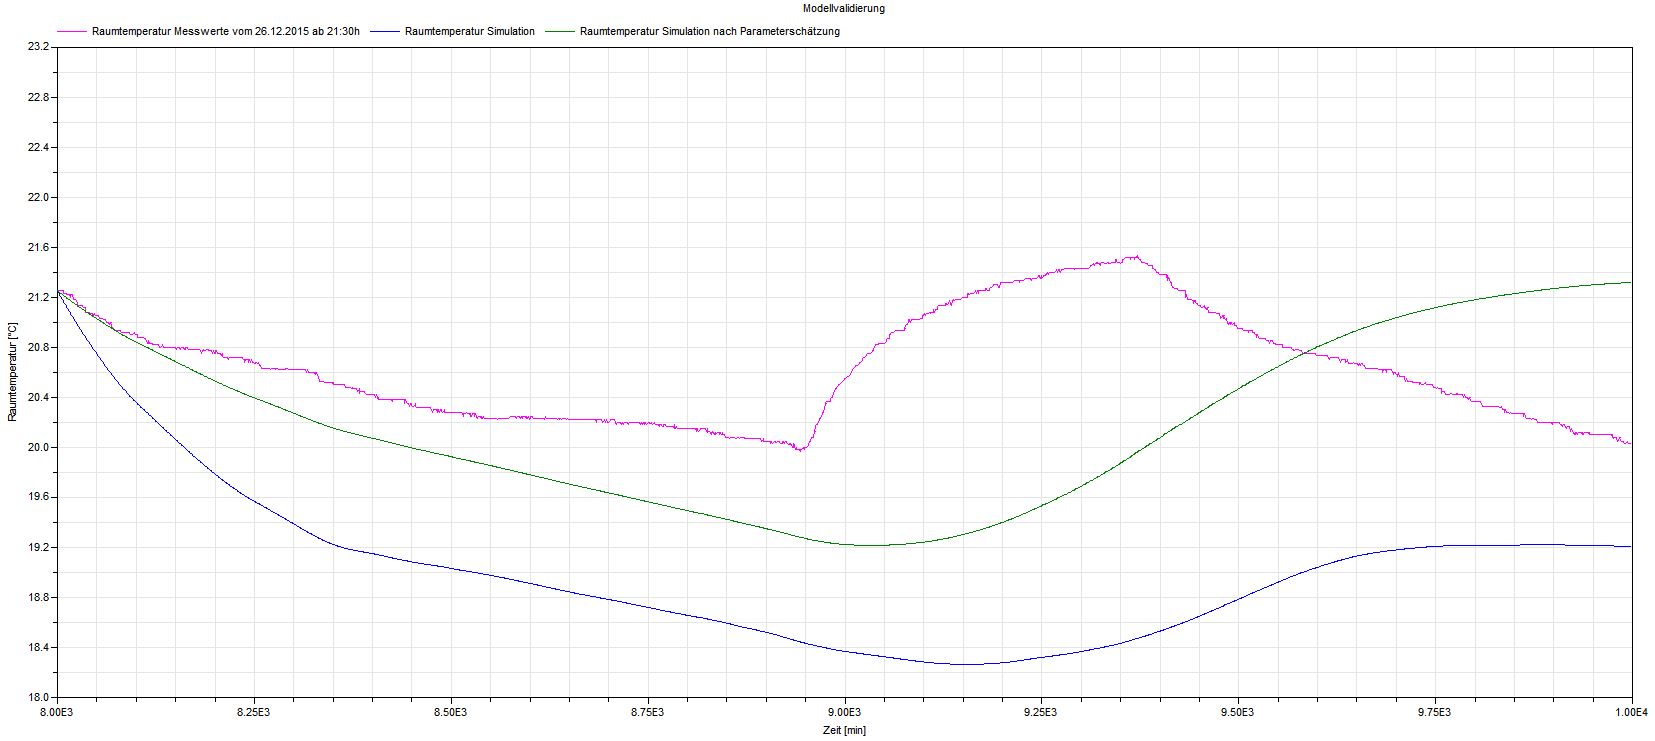 Modellvalidierung
Raumtemperatur Messwerte vom 26.12.2015 ab 21:30h Raumtemperatur Simulation Raumtemperatur Simulation nach Parameterschätzung
23.2
22.8
22.4
22.0
21.6
21.2
20.8
20.4
20.0
19.6
19.2
18.8
18.4
18.0
Raumtemperatur [°C]
8.00E3 8.25E3 8.50E3 8.75E3 9.00E3 9.25E3 9.50E3 9.75E3 1.00E4
Zeit [min]